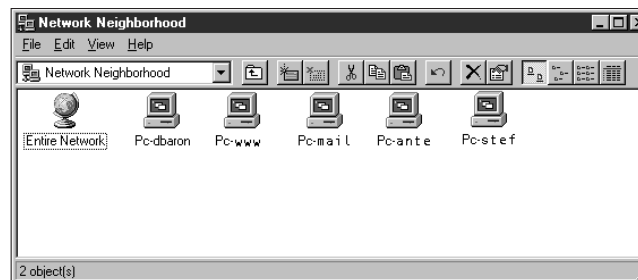 Network Neighborhood
File Edit View Help
Network Neighborhood
Entire Network Pc-dbaron Pc-www Pc-mail Pc-ante Pc-stef
2 object(s)